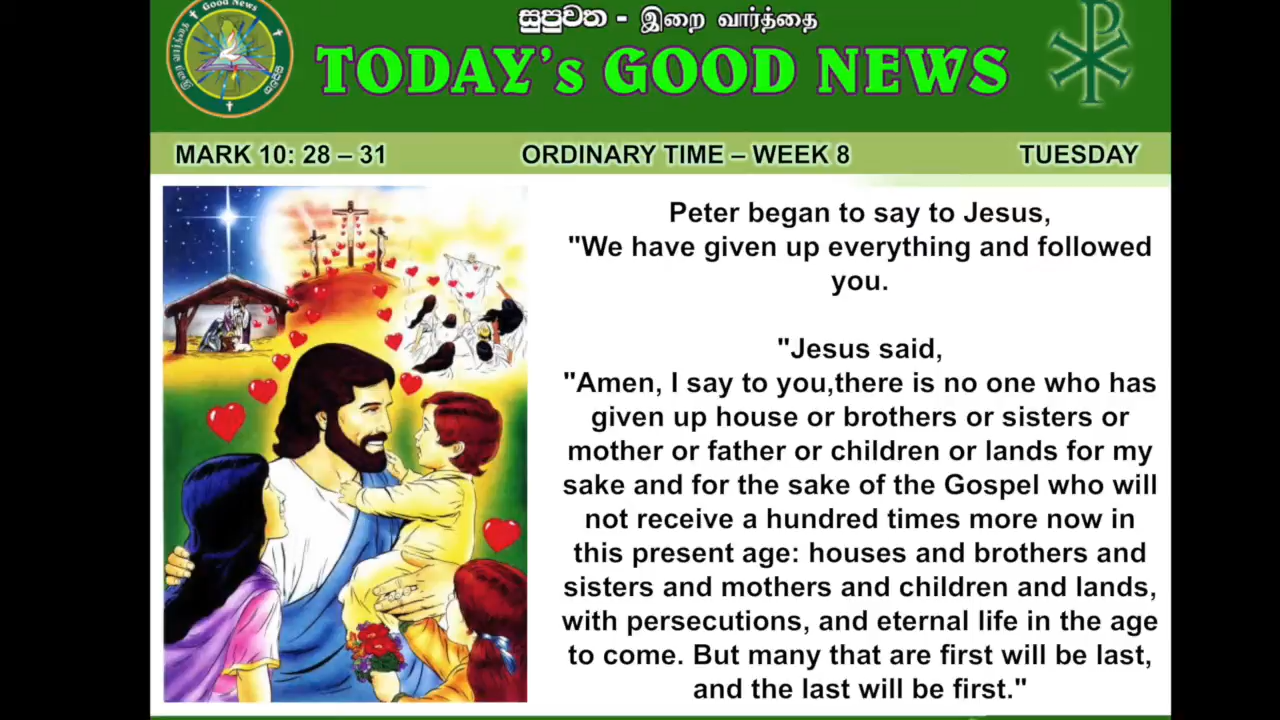 Good News
සුපුවත - இறை வார்த்தை
TODAY's GOOD NEWS
MARK 10: 28 – 31
ORDINARY TIME – WEEK 8
TUESDAY
Peter began to say to Jesus,
"We have given up everything and followed
you.
"Jesus said,
"Amen, I say to you,there is no one who has
given up house or brothers or sisters or
mother or father or children or lands for my
sake and for the sake of the Gospel who will
not receive a hundred times more now in
this present age: houses and brothers and
sisters and mothers and children and lands,
with persecutions, and eternal life in the age
to come. But many that are first will be last,
and the last will be first."